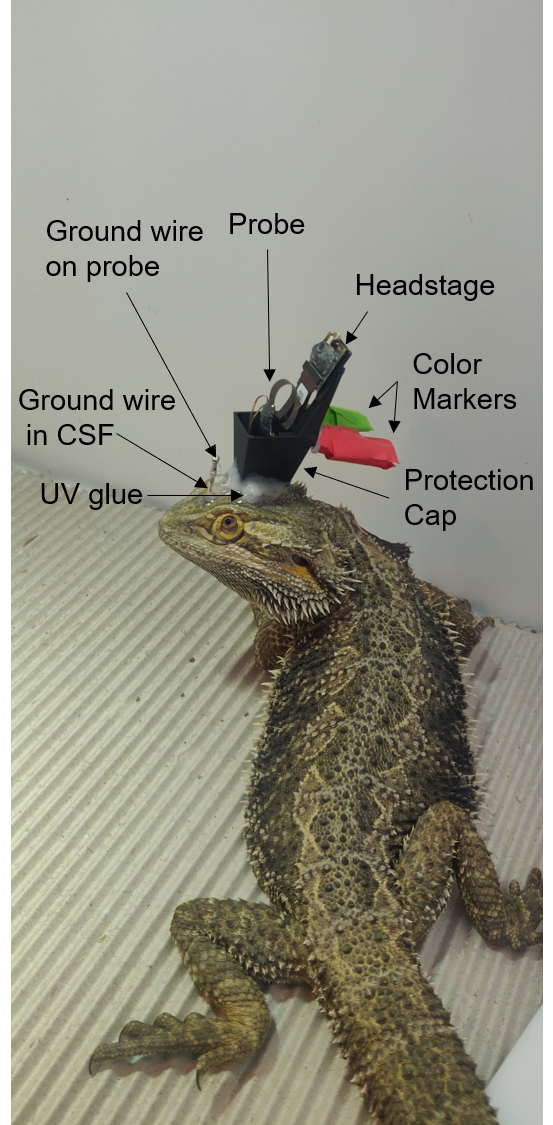 Ground wire
on probe
Probe
Headstage
Color
Markers
Ground wire
in CSF
UV glue
Protection
Cap